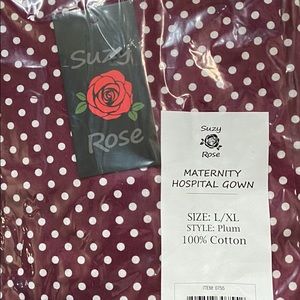 Suzy
Rose
Suzy
Rose
MATERNITY
HOSPITAL GOWN
SIZE: L/XL
STYLE: Plum
100% Cotton